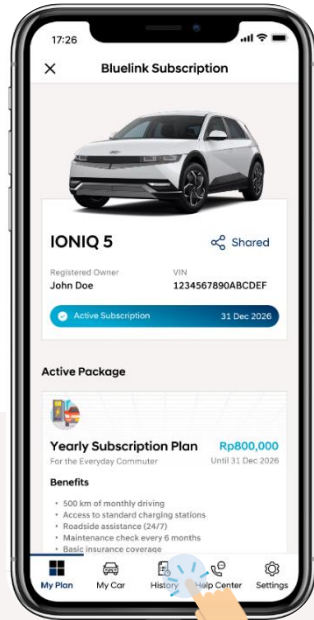 17:26
Bluelink Subscription
IONIQ 5
Shared
Registered Owner
VIN
John Doe
1234567890ABCDEF
Active Subscription
31 Dec 2026
Active Package
Yearly Subscription Plan
Rp800,000
For the Everyday Commuter
Until 31 Dec 2026
Benefits
• 500 km of monthly driving
• Access to standard charging stations
• Roadside assistance (24/7)
• Maintenance check every 6 months
• Basic insurance coverage
My Plan
My Car
History
Help Center
Settings